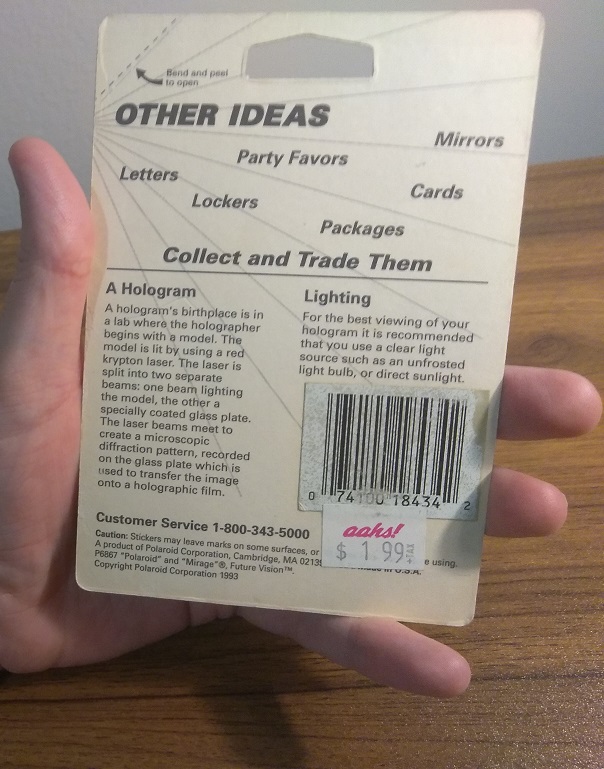 Bend and peel
to open
OTHER IDEAS
Mirrors
Party Favors
Letters
Cards
Lockers
Packages
Collect and Trade Them
A Hologram
A hologram's birthplace is in
a lab where the holographer
begins with a model. The
model is lit by using a red
krypton laser. The laser is
split into two separate
beams: one beam lighting
the model, the other a
specially coated glass plate.
The laser beams meet to
create a microscopic
diffraction pattern, recorded
on the glass plate which is
used to transfer the image
onto a holographic film.
Lighting
For the best viewing of your
hologram it is recommended
that you use a clear light
source such as an unfrosted
light bulb, or direct sunlight.
0 74100 18434 2
aahs!
$ 1.99 +TAX
Customer Service 1-800-343-5000
Caution: Stickers may leave marks on some surfaces, or using.
A product of Polaroid Corporation, Cambridge, MA 02139 in U.S.A.
P6867 "Polaroid" and "Mirage"®, Future Vision™.
Copyright Polaroid Corporation 1993